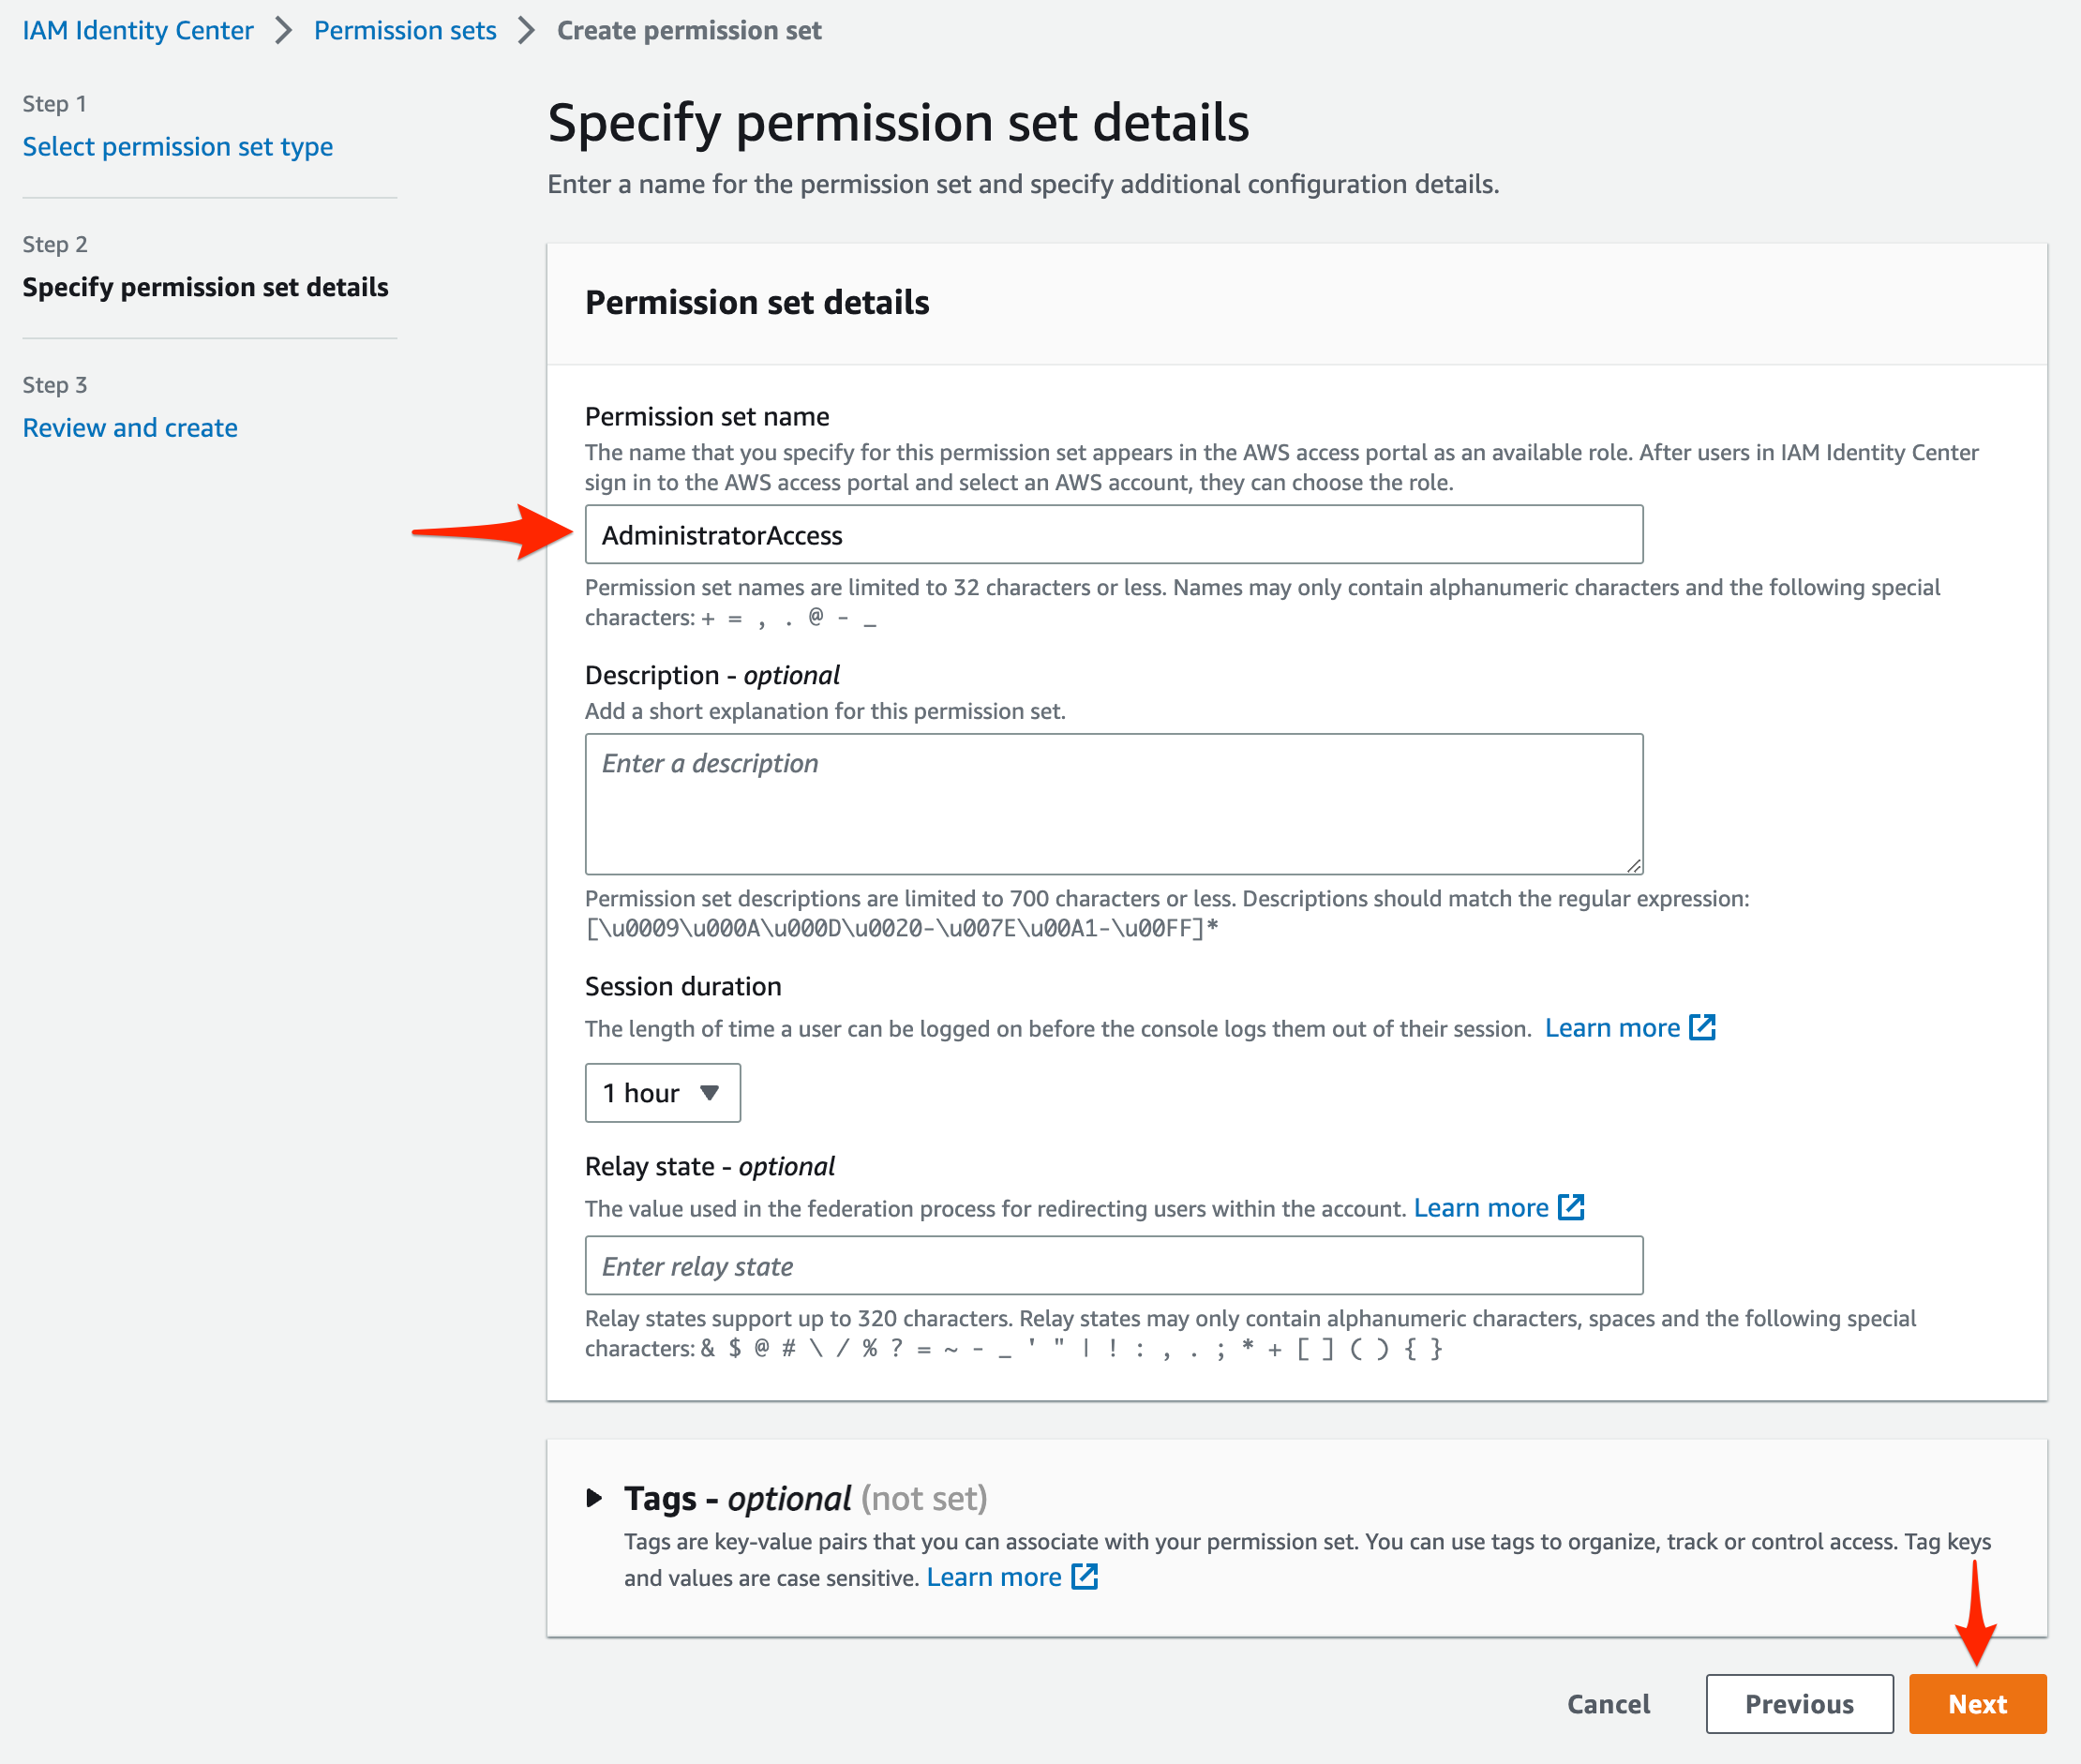 IAM Identity Center > Permission sets > Create permission set
Step 1
Select permission set type
Step 2
Specify permission set details
Step 3
Review and create
Specify permission set details
Enter a name for the permission set and specify additional configuration details.
Permission set details
Permission set name
The name that you specify for this permission set appears in the AWS access portal as an available role. After users in IAM Identity Center
sign in to the AWS access portal and select an AWS account, they can choose the role.
AdministratorAccess
Permission set names are limited to 32 characters or less. Names may only contain alphanumeric characters and the following special
characters: + = , . @ - _
Description - optional
Add a short explanation for this permission set.
Enter a description
Permission set descriptions are limited to 700 characters or less. Descriptions should match the regular expression:
[\u0009\u000A\u000D\u0020-\u007E\u00A1-\u00FF]*
Session duration
The length of time a user can be logged on before the console logs them out of their session. Learn more
1 hour
Relay state - optional
The value used in the federation process for redirecting users within the account. Learn more
Enter relay state
Relay states support up to 320 characters. Relay states may only contain alphanumeric characters, spaces and the following special
characters: & $ @ # \ / % ? = ~ - _ ' " | ! : , . ; * + [ ] ( ) { }
Tags - optional (not set)
Tags are key-value pairs that you can associate with your permission set. You can use tags to organize, track or control access. Tag keys
and values are case sensitive. Learn more
Cancel
Previous
Next